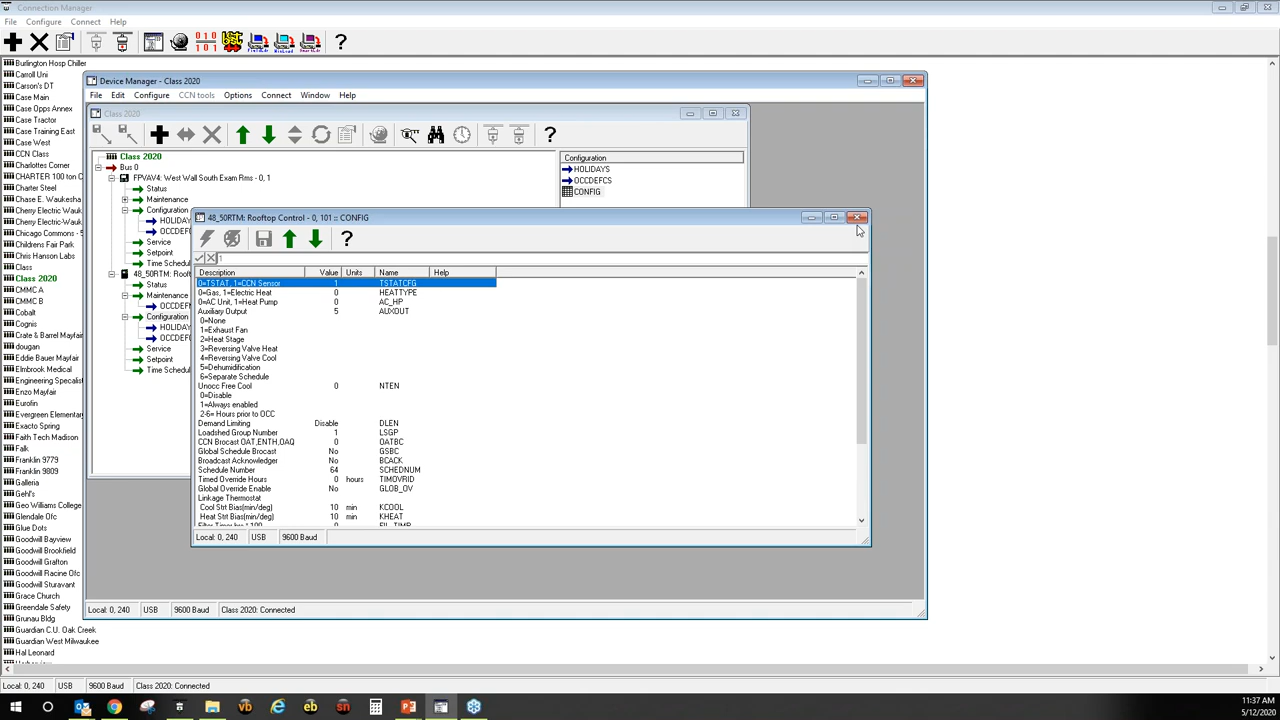 Connection Manager
File Configure Connect Help
Burlington Hosp Chiller
Carroll Uni
Carson's DT
Case Main
Case Opps Annex
Case Tractor
Case Training East
Case West
CCN Class
Charlottes Corner
CHARTER 100 ton C
Charter Steel
Chase E. Waukesha
Cherry Electric Wauk
Cherry Electric Wauk
Chicago Commons - 5
Childrens Fair Park
Chris Hansen Labs
Class
Class 2020
CMMC A
CMMC B
Cobalt
Cognis
Crate & Barrel Mayfair
dougan
Eddie Bauer Mayfair
Elmbrook Medical
Engineering Specialist
Enzo Mayfair
Eurofin
Evergreen Elementary
Exacto Spring
Faith Tech Madison
Falk
Franklin 9779
Franklin 9809
Galleria
Gehl's
Geo Williams College
Glendale Ofc
Glue Dots
Goodwill Bayview
Goodwill Brookfield
Goodwill Grafton
Goodwill Racine Ofc
Goodwill Sturavant
Grace Church
Greendale Safety
Grunau Bldg
Guardian C.U. Oak Creek
Guardian West Milwaukee
Hal Leonard
Device Manager - Class 2020
File Edit Configure CCN tools Options Connect Window Help
Class 2020
Class 2020
Bus 0
FPVAV4: West Wall South Exam Rms - 0, 1
Status
Maintenance
Configuration
HOLIDAYS
OCCDEFC
Service
Setpoint
Time Schedul
48_50RTM: Roofl
Status
Maintenance
OCCDEFC
Configuration
HOLIDAYS
OCCDEFC
Service
Setpoint
Time Schedul
Configuration
HOLIDAYS
OCCDEFCS
CONFIG
48_50RTM: Rooftop Control - 0, 101 :: CONFIG
1
Description Value Units Name Help
0=TSTAT, 1=CCN Sensor 1 TSTATCFG
0=Gas, 1=Electric Heat 0 HEATTYPE
0=AC Unit, 1=Heat Pump 0 AC_HP
Auxiliary Output 5 AUXOUT
0=None
1=Exhaust Fan
2=Heat Stage
3=Reversing Valve Heat
4=Reversing Valve Cool
5=Dehumidification
6=Separate Schedule
Unocc Free Cool 0 NTEN
0=Disable
1=Always enabled
2-6= Hours prior to OCC
Demand Limiting Disable DLEN
Loadshed Group Number 1 LSGP
CCN Brocast OAT,ENTH,OAQ 0 OATBC
Global Schedule Brocast No GSBC
Broadcast Acknowledger No BCACK
Schedule Number 64 SCHEDNUM
Timed Override Hours 0 hours TIMOVRID
Global Override Enable No GLOB_OV
Linkage Thermostat
Cool Strt Bias(min/deg) 10 min KCOOL
Heat Strt Bias(min/deg) 10 min KHEAT
Local: 0, 240 USB 9600 Baud
Local: 0, 240 USB 9600 Baud Class 2020: Connected
Local: 0, 240 USB 9600 Baud Class 2020: Connected
vb eb sn
11:37 AM
5/12/2020